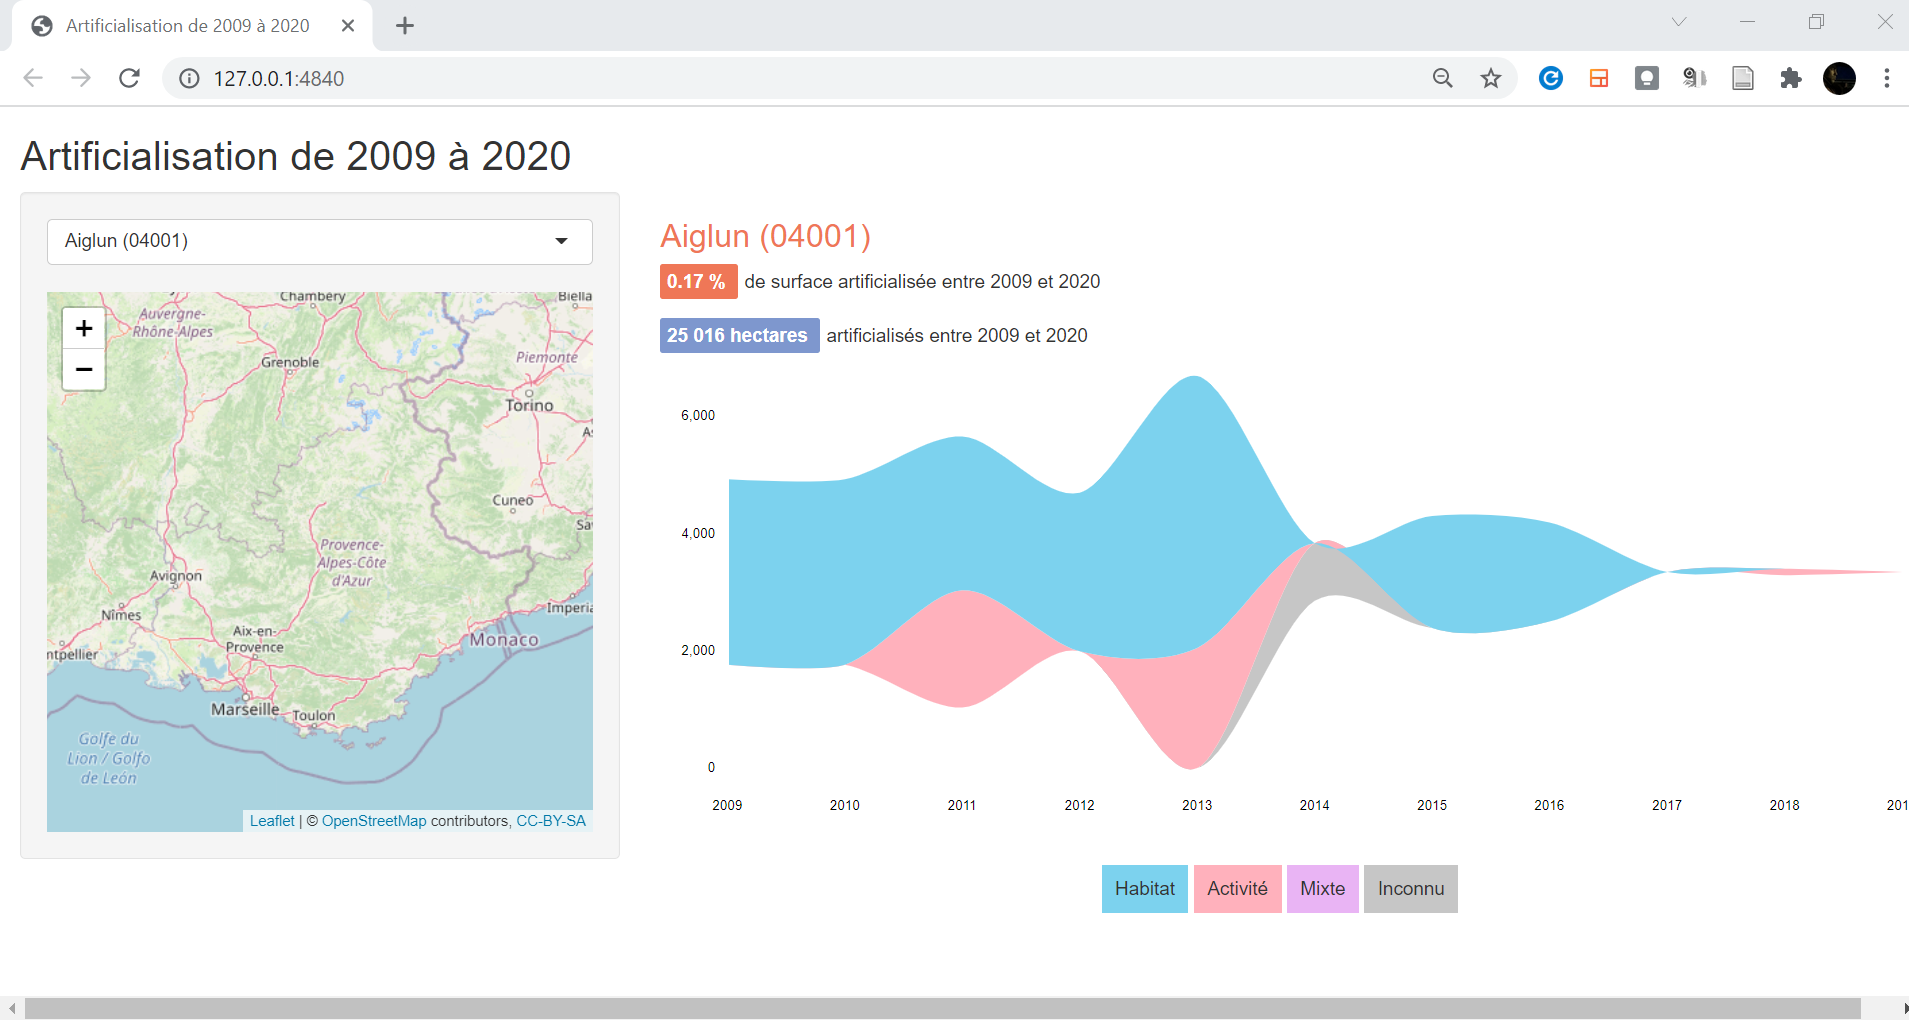 Artificialisation de 2009 à 2020
127.0.0.1:4840
Artificialisation de 2009 à 2020
Aiglun (04001)
+
−
Chambery
Biella
Auvergne-
Rhône-Alpes
Grenoble
Piemonte
Torino
Cuneo
Provence-
Alpes-Côte
d'Azur
Avignon
Nîmes
Imperia
Aix-en-
Provence
Monaco
ntpellier
Marseille
Toulon
Golfe du
Lion / Golfo
de León
Leaflet | © OpenStreetMap contributors, CC-BY-SA
Aiglun (04001)
0.17 % de surface artificialisée entre 2009 et 2020
25 016 hectares artificialisés entre 2009 et 2020
6,000
4,000
2,000
0
2009 2010 2011 2012 2013 2014 2015 2016 2017 2018 201
Habitat Activité Mixte Inconnu